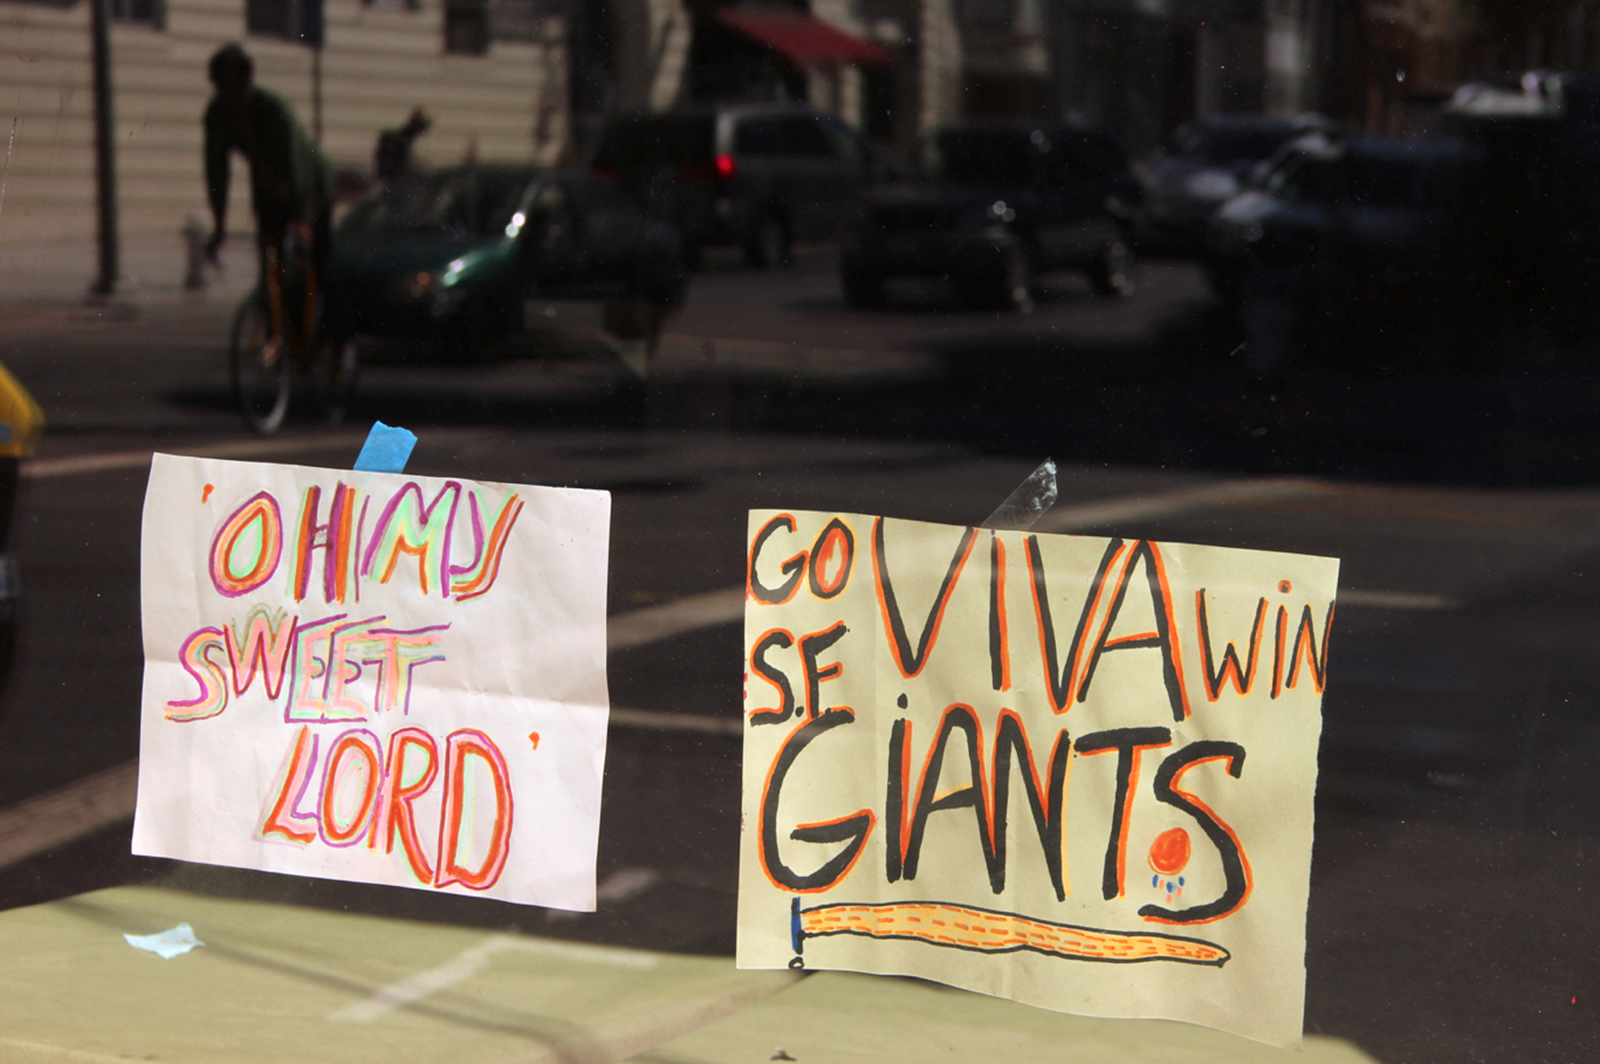 'OH MY
SWEET
LORD'
GO VIVA WIN
S.F.
GIANTS